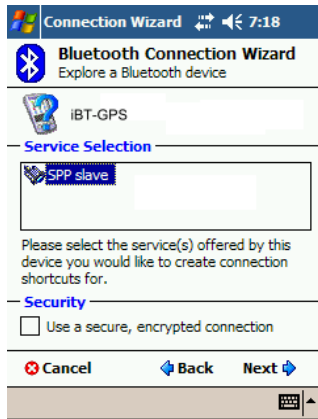 Connection Wizard 7:18
Bluetooth Connection Wizard
Explore a Bluetooth device
iBT-GPS
Service Selection
SPP slave
Please select the service(s) offered by this
device you would like to create connection
shortcuts for.
Security
Use a secure, encrypted connection
Cancel Back Next